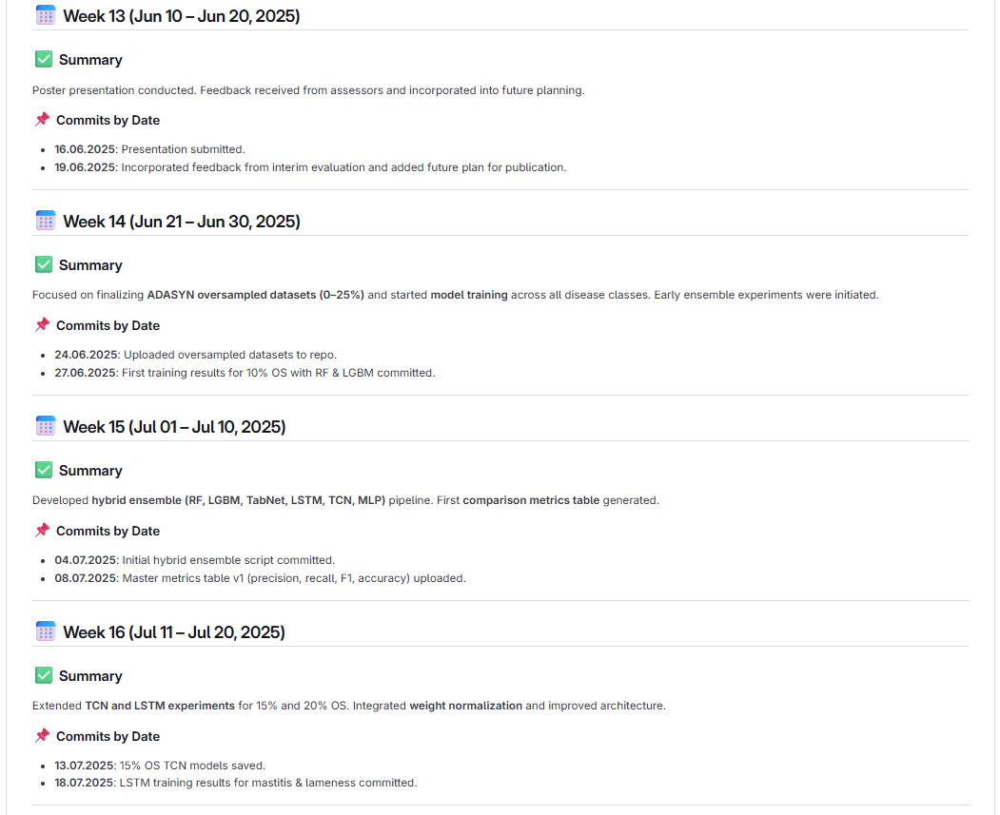 Week 13 (Jun 10 – Jun 20, 2025)
Summary
Poster presentation conducted. Feedback received from assessors and incorporated into future planning.
Commits by Date
16.06.2025: Presentation submitted.
19.06.2025: Incorporated feedback from interim evaluation and added future plan for publication.
Week 14 (Jun 21 – Jun 30, 2025)
Summary
Focused on finalizing ADASYN oversampled datasets (0–25%) and started model training across all disease classes. Early ensemble experiments were initiated.
Commits by Date
24.06.2025: Uploaded oversampled datasets to repo.
27.06.2025: First training results for 10% OS with RF & LGBM committed.
Week 15 (Jul 01 – Jul 10, 2025)
Summary
Developed hybrid ensemble (RF, LGBM, TabNet, LSTM, TCN, MLP) pipeline. First comparison metrics table generated.
Commits by Date
04.07.2025: Initial hybrid ensemble script committed.
08.07.2025: Master metrics table v1 (precision, recall, F1, accuracy) uploaded.
Week 16 (Jul 11 – Jul 20, 2025)
Summary
Extended TCN and LSTM experiments for 15% and 20% OS. Integrated weight normalization and improved architecture.
Commits by Date
13.07.2025: 15% OS TCN models saved.
18.07.2025: LSTM training results for mastitis & lameness committed.